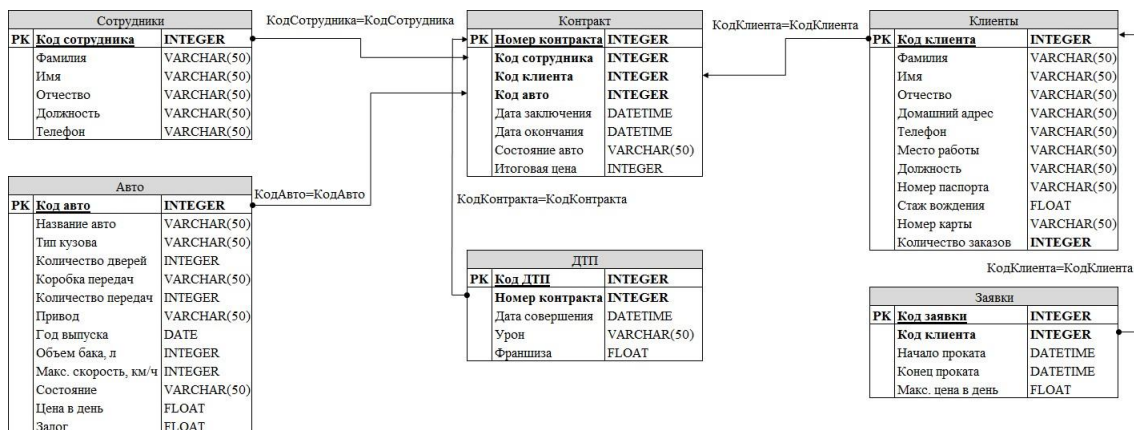 Сотрудники
PK Код сотрудника INTEGER
Фамилия VARCHAR(50)
Имя VARCHAR(50)
Отчество VARCHAR(50)
Должность VARCHAR(50)
Телефон VARCHAR(50)
КодСотрудника=КодСотрудника
Контракт
PK Номер контракта INTEGER
Код сотрудника INTEGER
Код клиента INTEGER
Код авто INTEGER
Дата заключения DATETIME
Дата окончания DATETIME
Состояние авто VARCHAR(50)
Итоговая цена INTEGER
КодКлиента=КодКлиента
Клиенты
PK Код клиента INTEGER
Фамилия VARCHAR(50)
Имя VARCHAR(50)
Отчество VARCHAR(50)
Домашний адрес VARCHAR(50)
Телефон VARCHAR(50)
Место работы VARCHAR(50)
Должность VARCHAR(50)
Номер паспорта VARCHAR(50)
Стаж вождения FLOAT
Номер карты VARCHAR(50)
Количество заказов INTEGER
Авто
PK Код авто INTEGER
Название авто VARCHAR(50)
Тип кузова VARCHAR(50)
Количество дверей INTEGER
Коробка передач VARCHAR(50)
Количество передач INTEGER
Привод VARCHAR(50)
Год выпуска DATE
Объем бака, л INTEGER
Макс. скорость, км/ч INTEGER
Состояние VARCHAR(50)
Цена в день FLOAT
Залог FLOAT
КодАвто=КодАвто
КодКонтракта=КодКонтракта
ДТП
PK Код ДТП INTEGER
Номер контракта INTEGER
Дата совершения DATETIME
Урон VARCHAR(50)
Франшиза FLOAT
КодКлиента=КодКлиента
Заявки
PK Код заявки INTEGER
Код клиента INTEGER
Начало проката DATETIME
Конец проката DATETIME
Макс. цена в день FLOAT